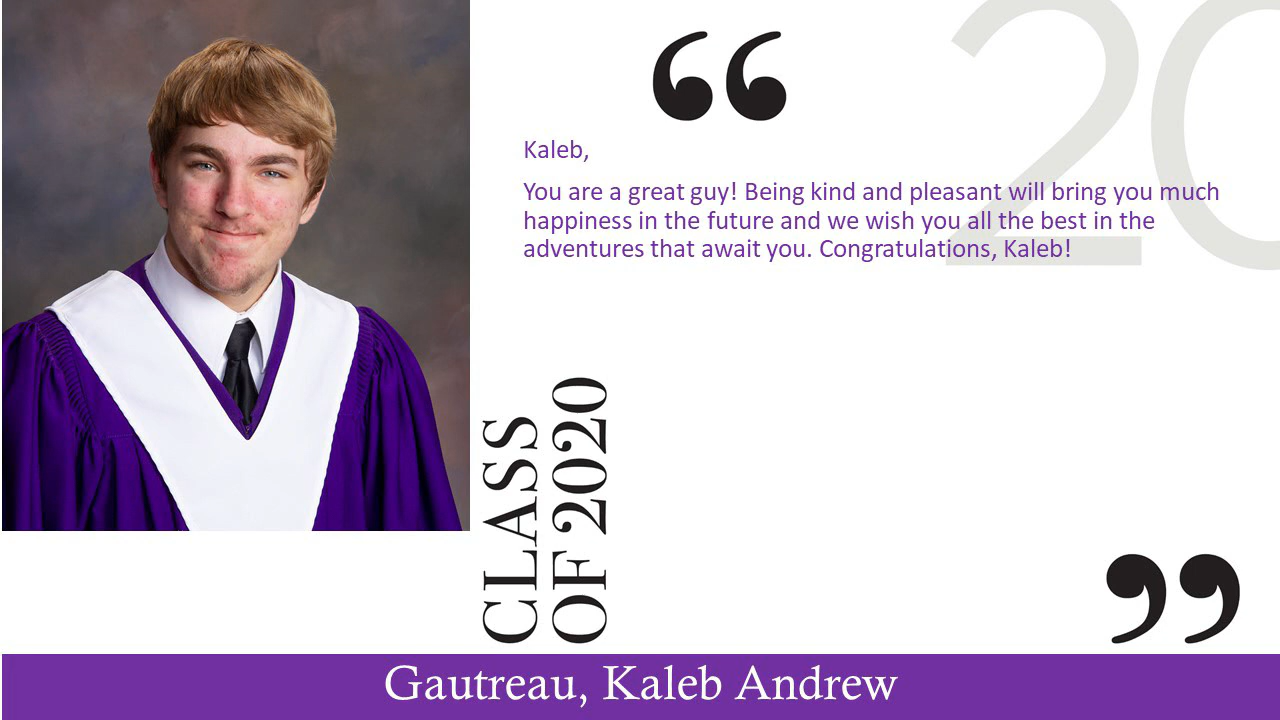 20
“
Kaleb,
You are a great guy! Being kind and pleasant will bring you much
happiness in the future and we wish you all the best in the
adventures that await you. Congratulations, Kaleb!
CLASS
OF 2020
”
Gautreau, Kaleb Andrew